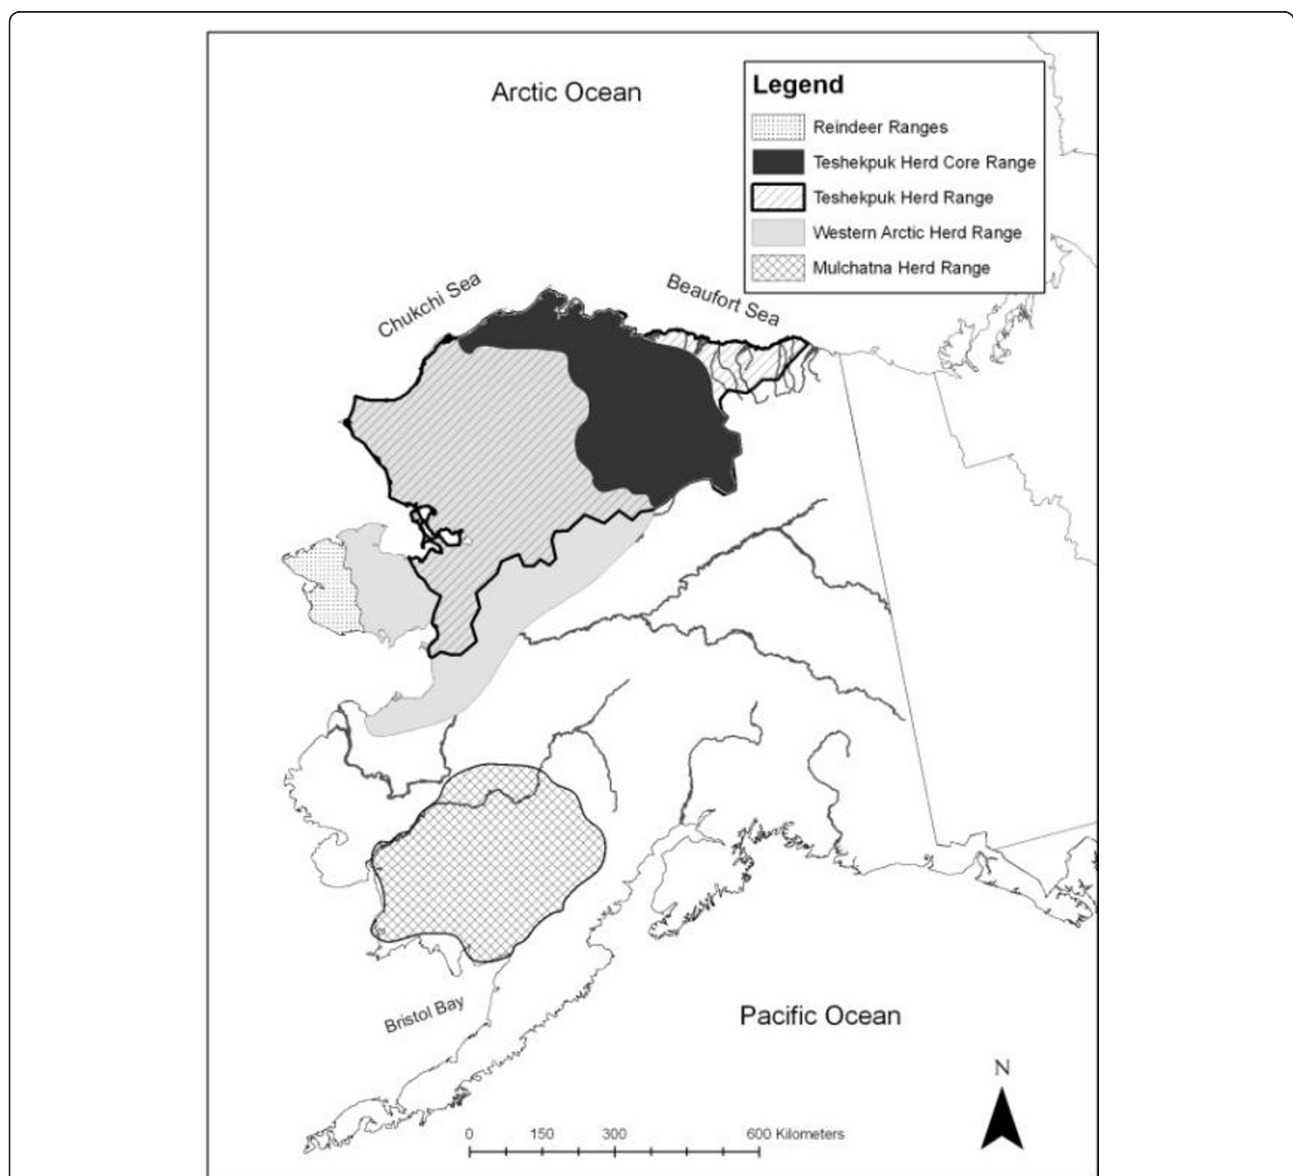 Arctic Ocean
Legend
Reindeer Ranges
Teshekpuk Herd Core Range
Teshekpuk Herd Range
Western Arctic Herd Range
Mulchatna Herd Range
Chukchi Sea
Beaufort Sea
Bristol Bay
Pacific Ocean
N
0 150 300 600 Kilometers